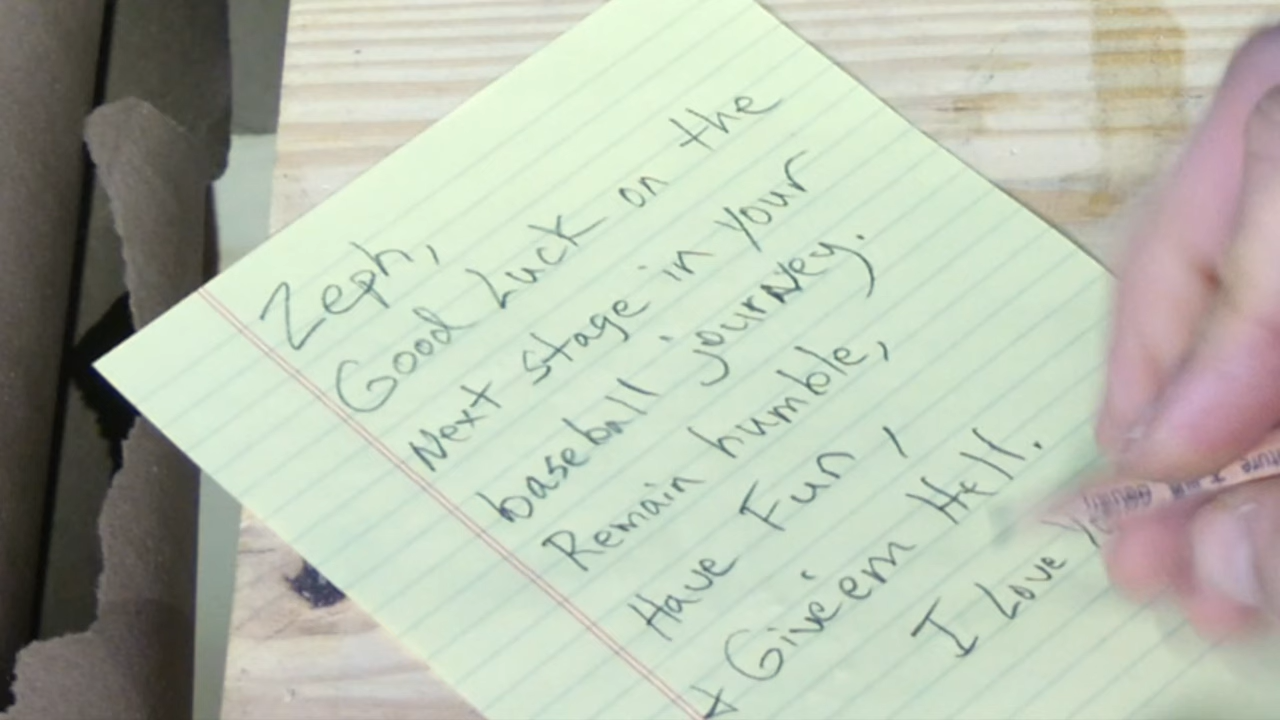 Zeph,
Good Luck on the
Next stage in your
baseball journey.
Remain humble,
Have Fun,
+ Give em Hell.
I Love